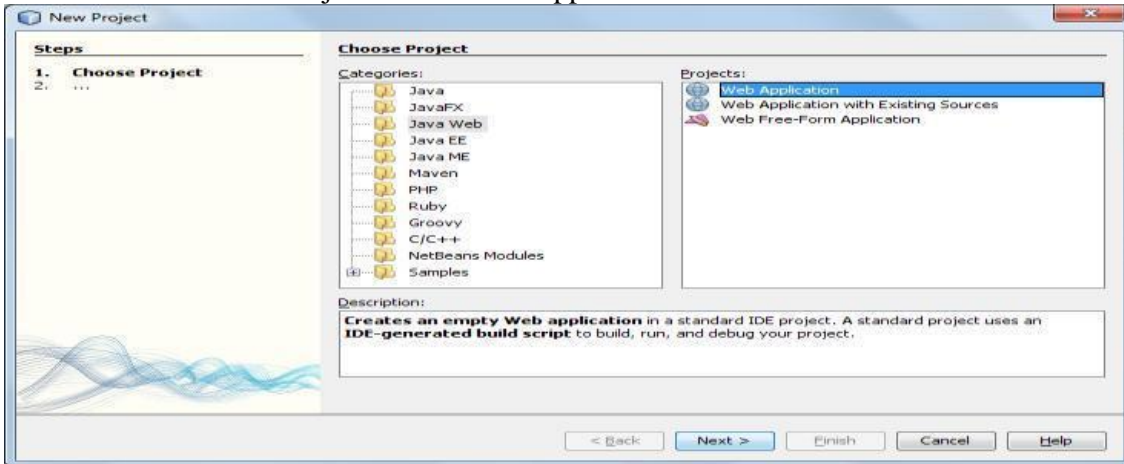 New Project
Steps
1. Choose Project
2. ...
Choose Project
Categories:
Java
JavaFX
Java Web
Java EE
Java ME
Maven
PHP
Ruby
Groovy
C/C++
NetBeans Modules
Samples
Projects:
Web Application
Web Application with Existing Sources
Web Free-Form Application
Description:
Creates an empty Web application in a standard IDE project. A standard project uses an
IDE-generated build script to build, run, and debug your project.
< Back
Next >
Finish
Cancel
Help